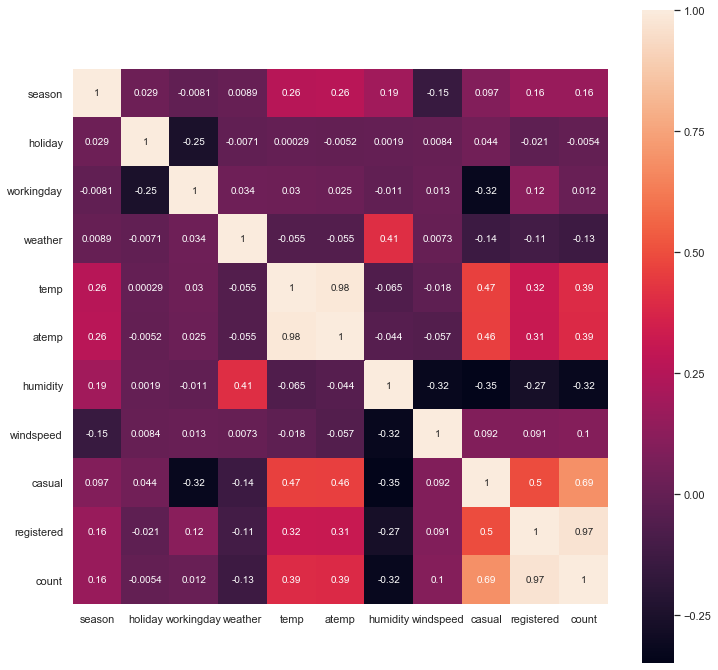 1.00
season 1 0.029 -0.0081 0.0089 0.26 0.26 0.19 -0.15 0.097 0.16 0.16
holiday 0.029 1 -0.25 -0.0071 0.00029 -0.0052 0.0019 0.0084 0.044 -0.021 -0.0054
0.75
workingday -0.0081 -0.25 1 0.034 0.03 0.025 -0.011 0.013 -0.32 0.12 0.012
weather 0.0089 -0.0071 0.034 1 -0.055 -0.055 0.41 0.0073 -0.14 -0.11 -0.13
0.50
temp 0.26 0.00029 0.03 -0.055 1 0.98 -0.065 -0.018 0.47 0.32 0.39
atemp 0.26 -0.0052 0.025 -0.055 0.98 1 -0.044 -0.057 0.46 0.31 0.39
0.25
humidity 0.19 0.0019 -0.011 0.41 -0.065 -0.044 1 -0.32 -0.35 -0.27 -0.32
windspeed -0.15 0.0084 0.013 0.0073 -0.018 -0.057 -0.32 1 0.092 0.091 0.1
casual 0.097 0.044 -0.32 -0.14 0.47 0.46 -0.35 0.092 1 0.5 0.69
0.00
registered 0.16 -0.021 0.12 -0.11 0.32 0.31 -0.27 0.091 0.5 1 0.97
count 0.16 -0.0054 0.012 -0.13 0.39 0.39 -0.32 0.1 0.69 0.97 1
−0.25
season holiday workingday weather temp atemp humidity windspeed casual registered count